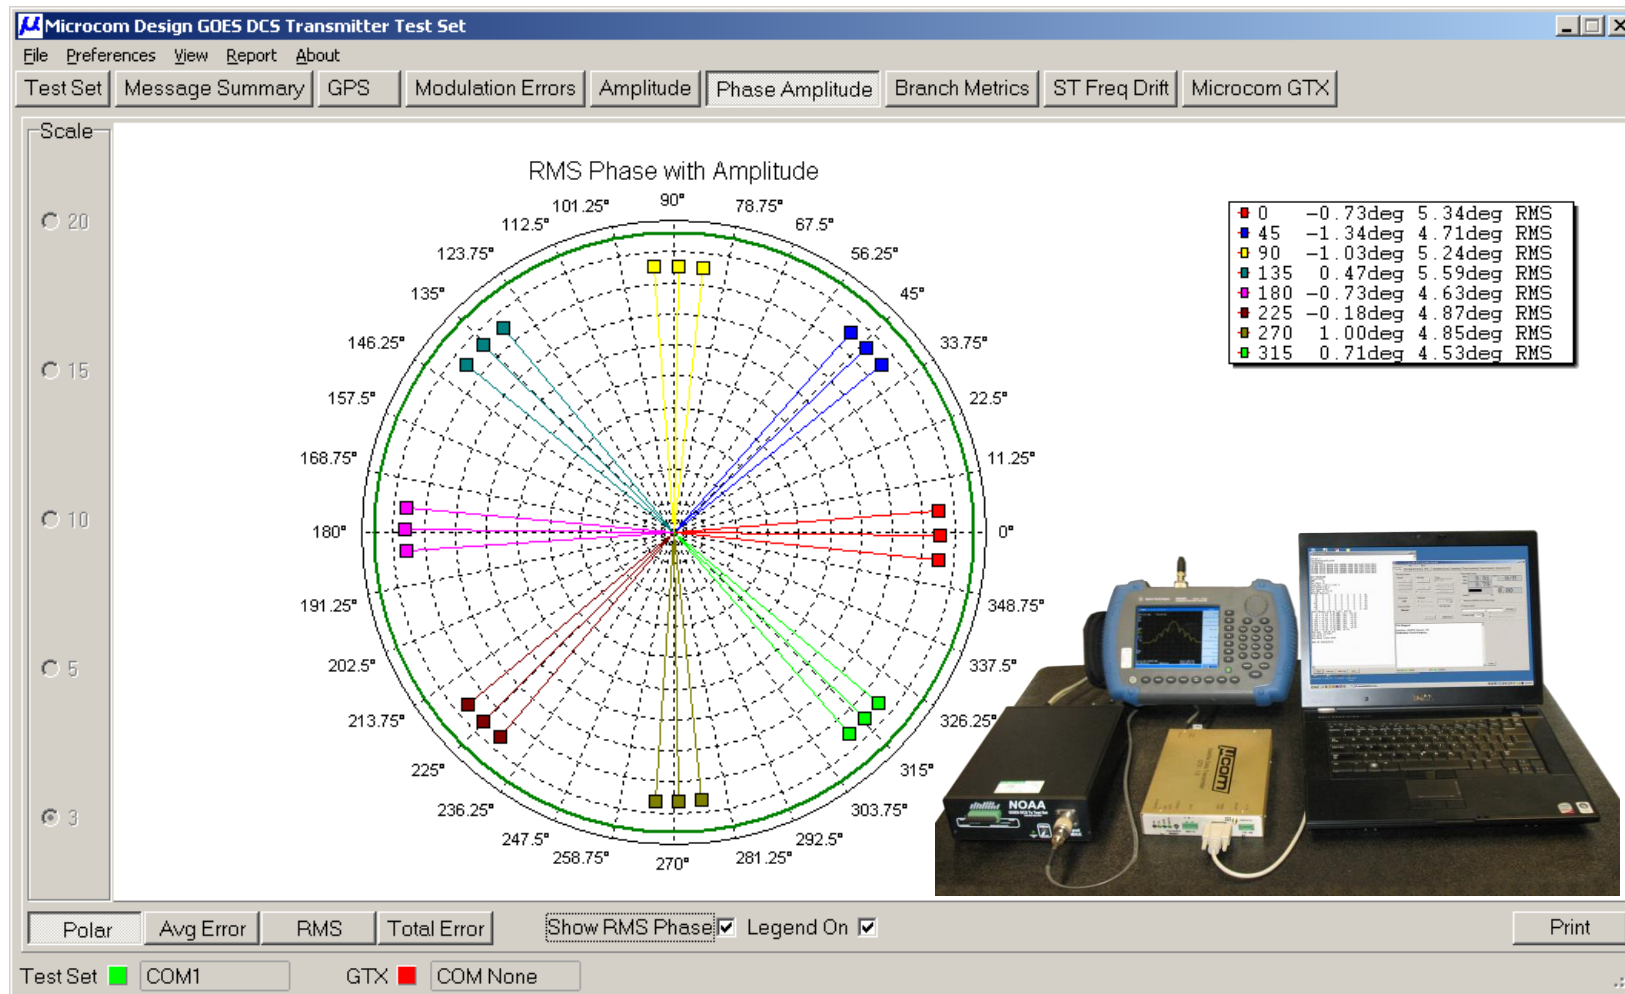 Microcom Design GOES DCS Transmitter Test Set
File Preferences View Report About
Test Set Message Summary GPS Modulation Errors Amplitude Phase Amplitude Branch Metrics ST Freq Drift Microcom GTX
Scale
20
15
10
5
3
RMS Phase with Amplitude
90°
101.25° 78.75°
112.5° 67.5°
123.75° 56.25°
135° 45°
146.25° 33.75°
157.5° 22.5°
168.75° 11.25°
180° 0°
191.25° 348.75°
202.5° 337.5°
213.75° 326.25°
225° 315°
236.25° 303.75°
247.5° 292.5°
258.75° 281.25°
270°
0 -0.73deg 5.34deg RMS
45 -1.34deg 4.71deg RMS
90 -1.03deg 5.24deg RMS
135 0.47deg 5.59deg RMS
180 -0.73deg 4.63deg RMS
225 -0.18deg 4.87deg RMS
270 1.00deg 4.85deg RMS
315 0.71deg 4.53deg RMS
NOAA
µcom
DELL
Polar Avg Error RMS Total Error Show RMS Phase Legend On Print
Test Set COM1 GTX COM None